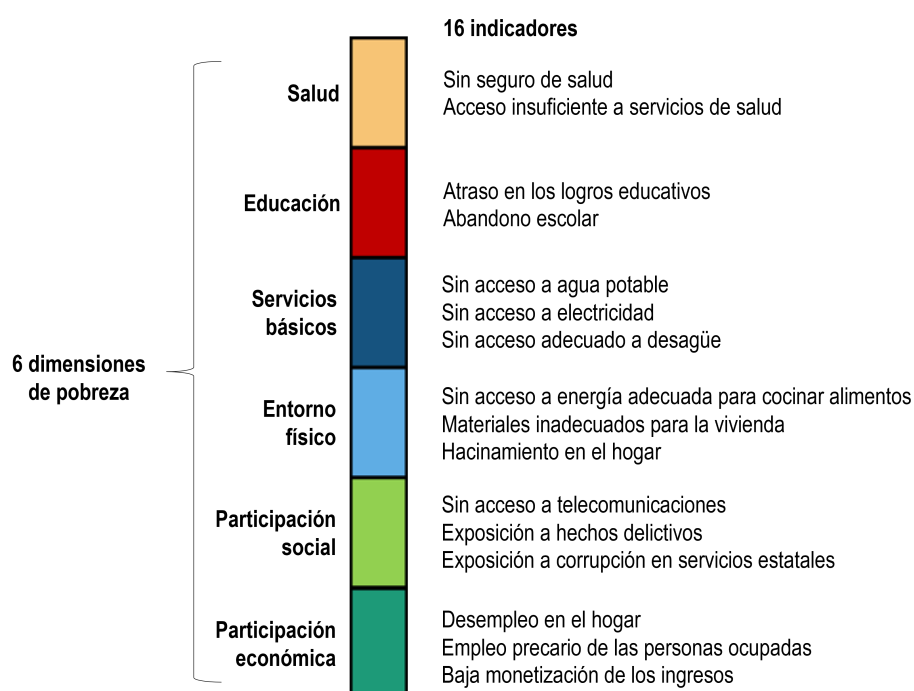 16 indicadores
6 dimensiones
de pobreza
Salud
Sin seguro de salud
Acceso insuficiente a servicios de salud
Educación
Atraso en los logros educativos
Abandono escolar
Servicios
básicos
Sin acceso a agua potable
Sin acceso a electricidad
Sin acceso adecuado a desagüe
Entorno
físico
Sin acceso a energía adecuada para cocinar alimentos
Materiales inadecuados para la vivienda
Hacinamiento en el hogar
Participación
social
Sin acceso a telecomunicaciones
Exposición a hechos delictivos
Exposición a corrupción en servicios estatales
Participación
económica
Desempleo en el hogar
Empleo precario de las personas ocupadas
Baja monetización de los ingresos